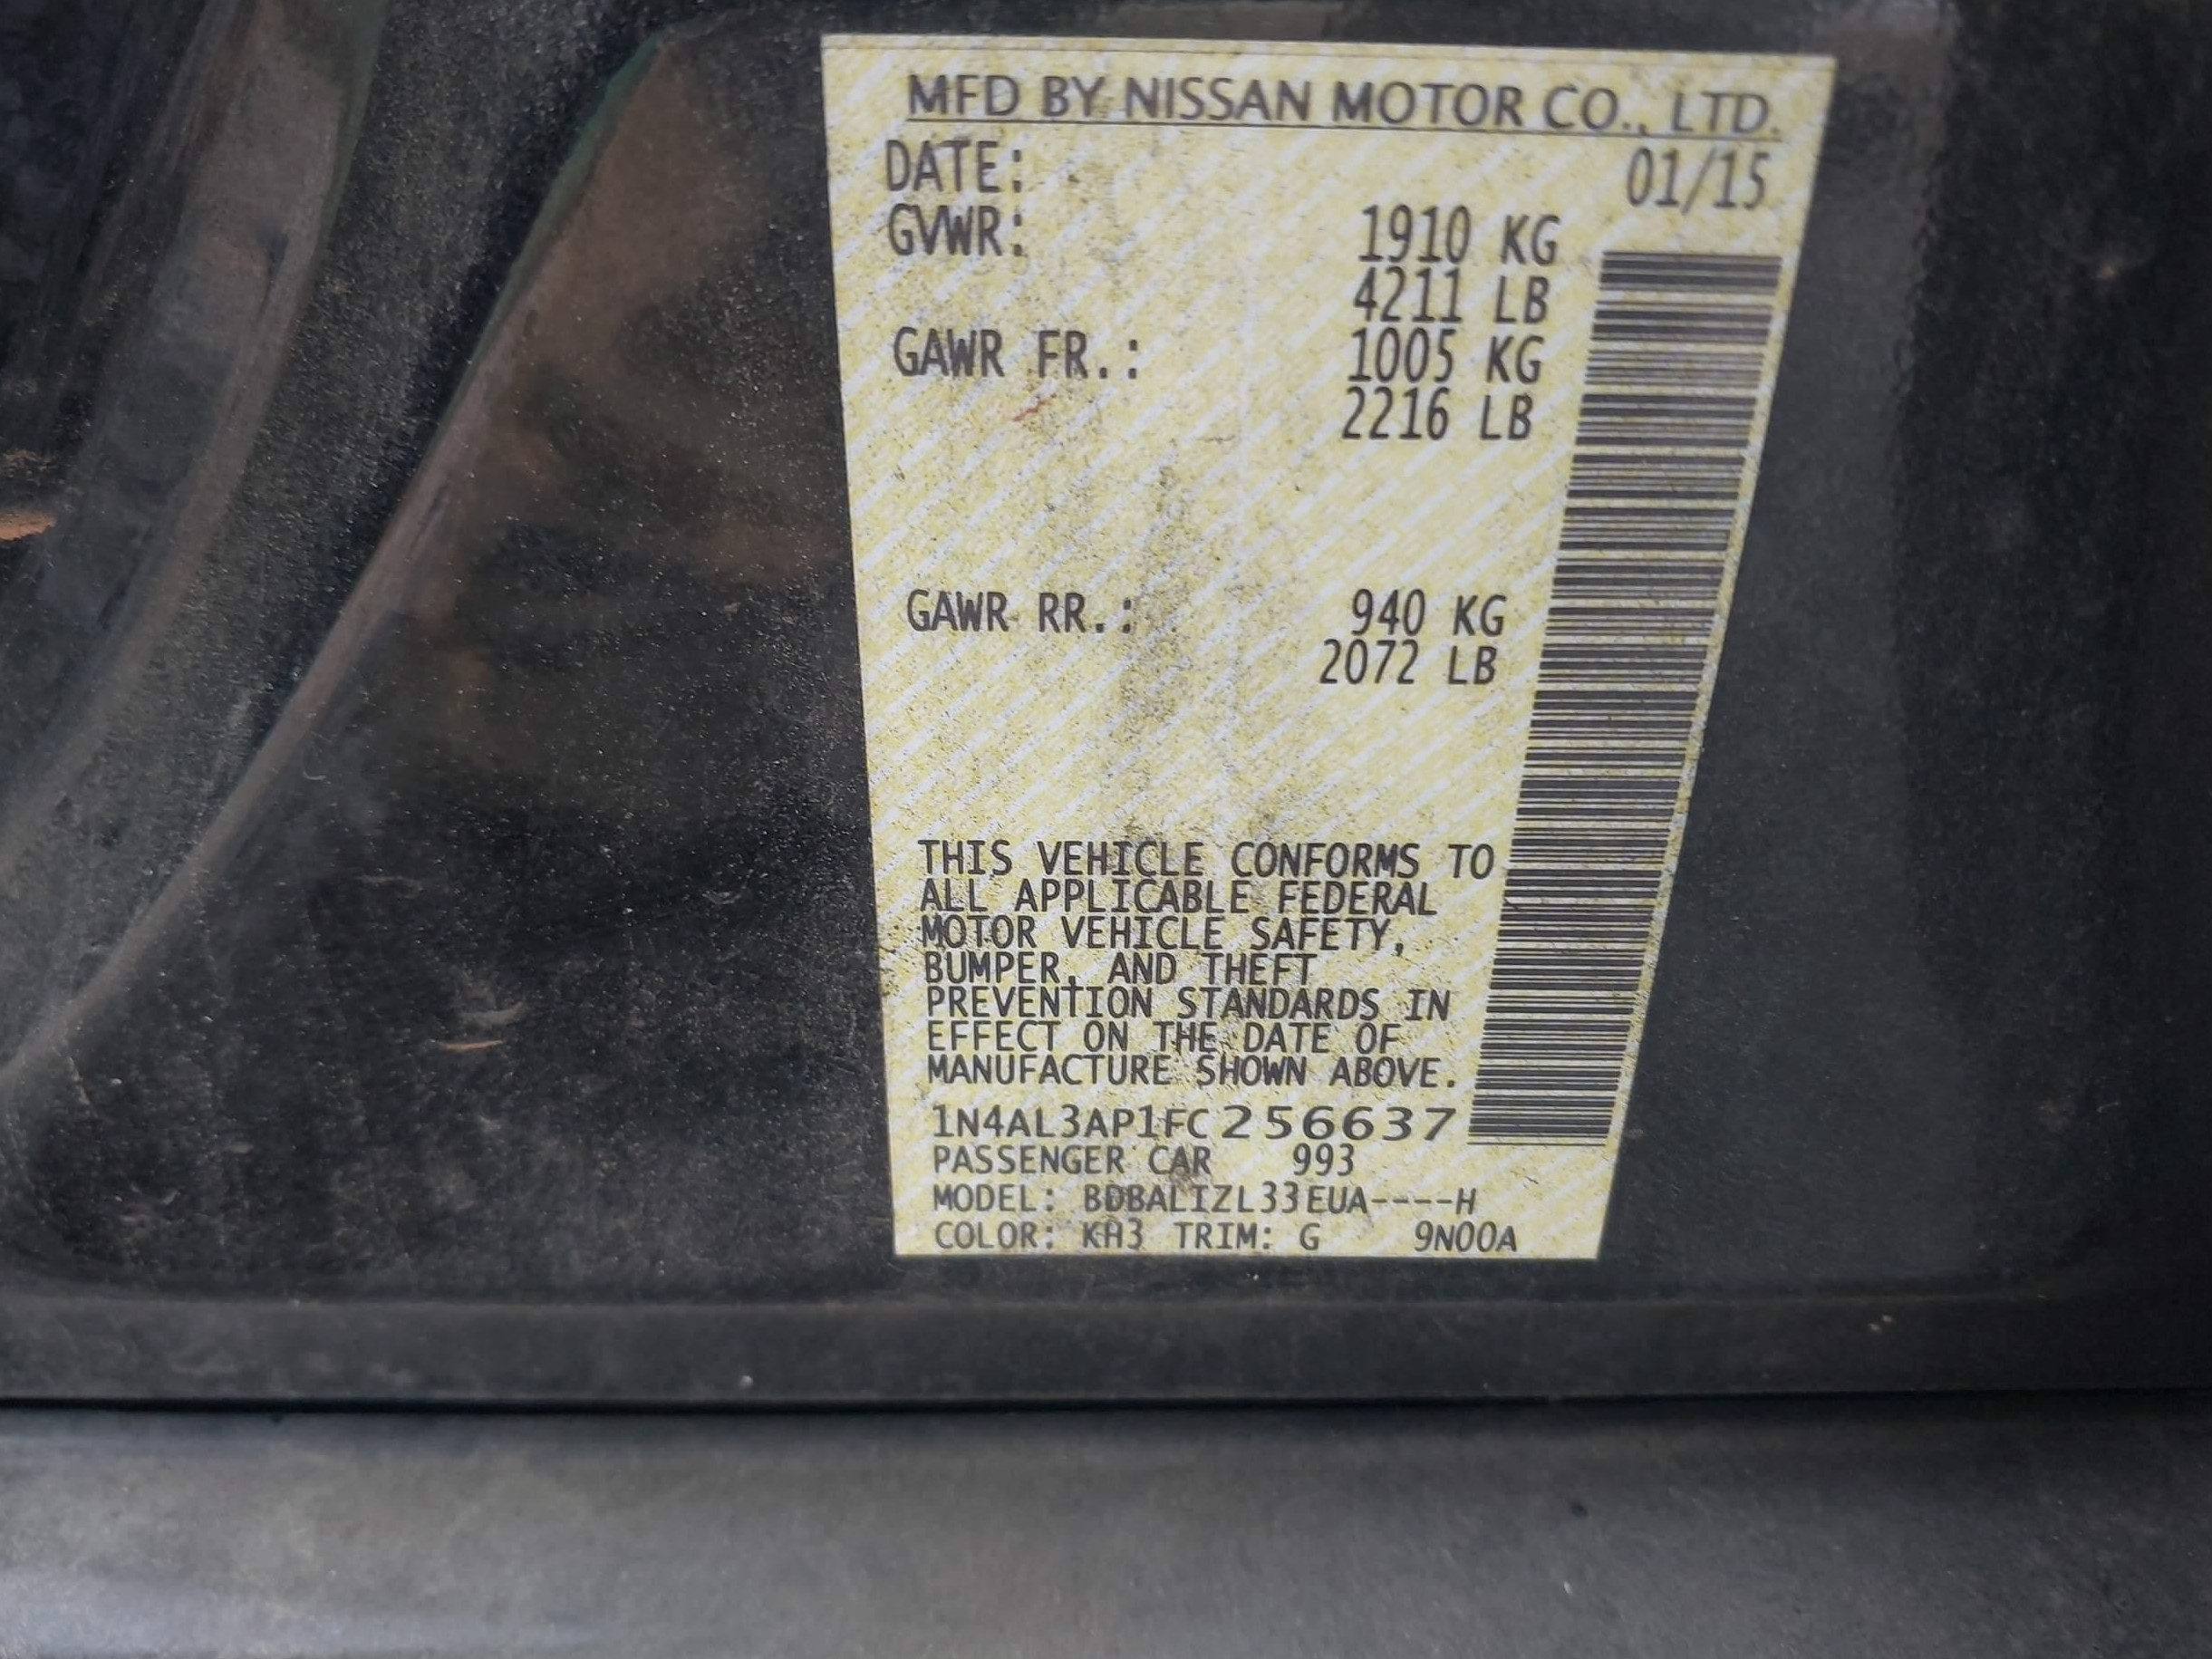 MFD BY NISSAN MOTOR CO., LTD.
DATE: 01/15
GVWR: 1910 KG
4211 LB
GAWR FR.: 1005 KG
2216 LB
GAWR RR.: 940 KG
2072 LB
THIS VEHICLE CONFORMS TO
ALL APPLICABLE FEDERAL
MOTOR VEHICLE SAFETY,
BUMPER, AND THEFT
PREVENTION STANDARDS IN
EFFECT ON THE DATE OF
MANUFACTURE SHOWN ABOVE.
1N4AL3AP1FC256637
PASSENGER CAR 993
MODEL: BDBALIZL33EUA----H
COLOR: KH3 TRIM: G 9N00A